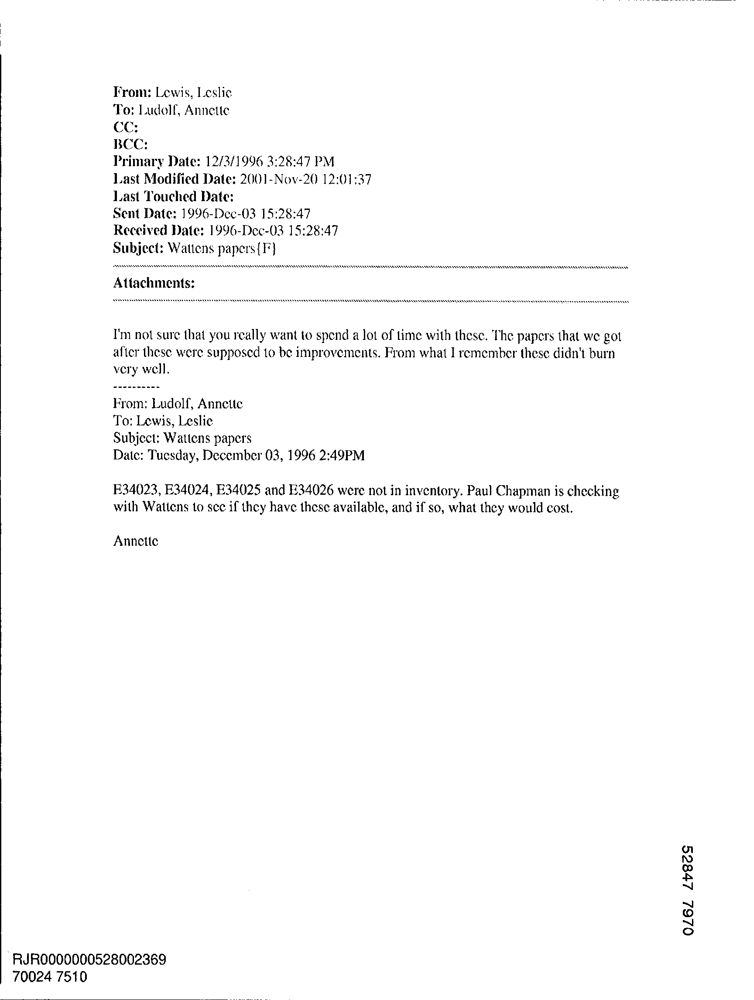 From: Lewis, Leslie
To: Ludolf, Annette
CC:
BCC:
Primary Date: 12/3/1996 3:28:47 PM
Last Modified Date: 2001-Nov-20 12:01:37
Last Touched Date:
Sent Date: 1996-Dec-03 15:28:47
Received Date: 1996-Dec-03 15:28:47
Subject: Wattens papers{F}
Attachments:
I'm not sure that you really want to spend a lot of time with these. The papers that we got
after these were supposed to be improvements. From what I remember these didn't burn
very well.
----------
From: Ludolf, Annette
To: Lewis, Leslie
Subject: Wattens papers
Date: Tuesday, December 03, 1996 2:49PM
E34023, E34024, E34025 and E34026 were not in inventory. Paul Chapman is checking
with Wattens to see if they have these available, and if so, what they would cost.
Annette
52847 7970
RJR0000000528002369
70024 7510